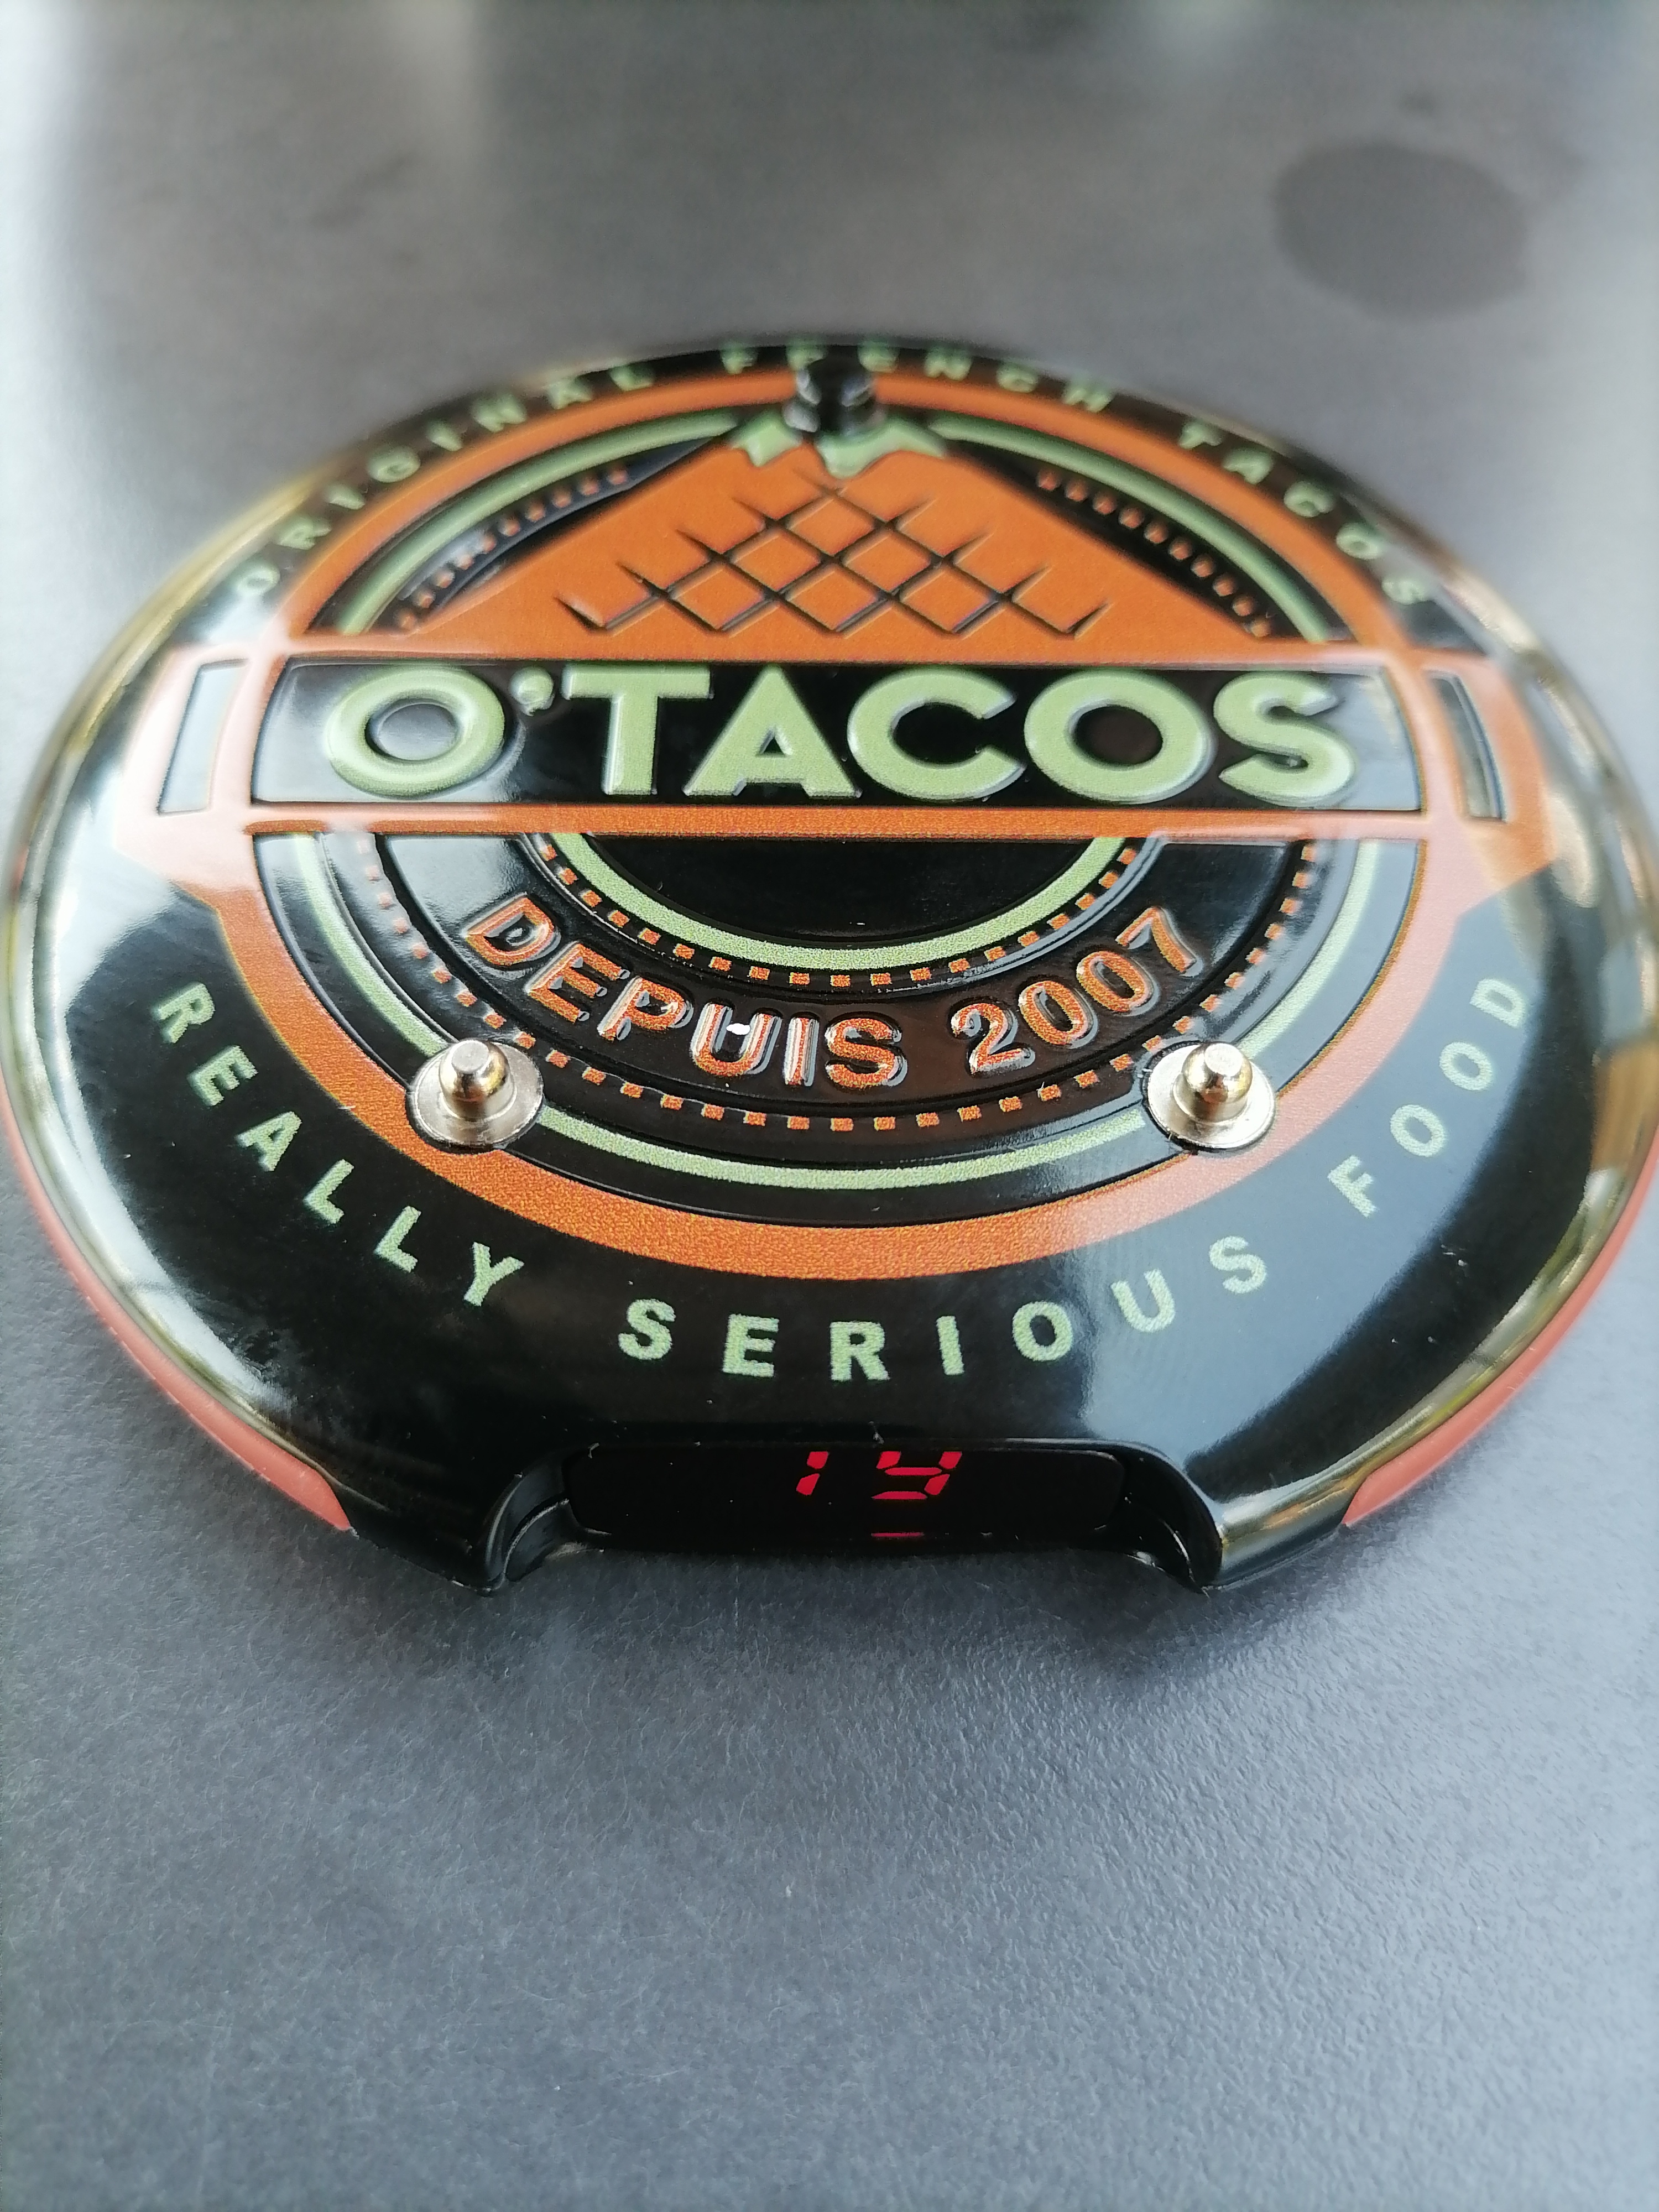 ORIGINAL FRENCH TACOS
O'TACOS
DEPUIS 2007
REALLY SERIOUS FOOD